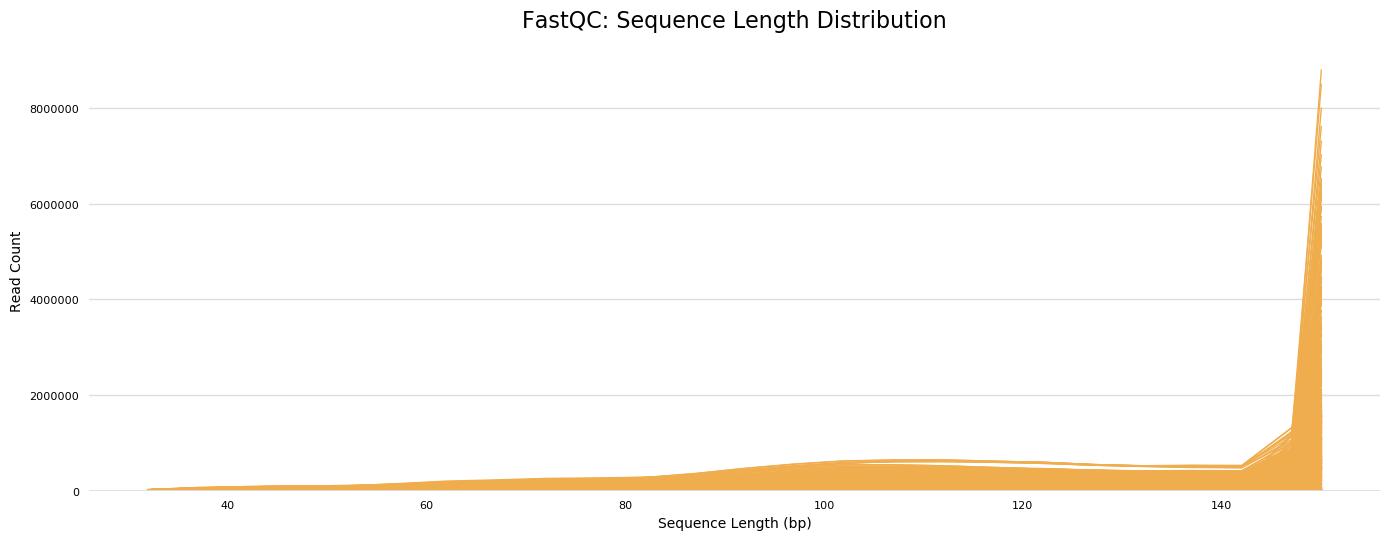 FastQC: Sequence Length Distribution
8000000
6000000
4000000
2000000
0
Read Count
40 60 80 100 120 140
Sequence Length (bp)